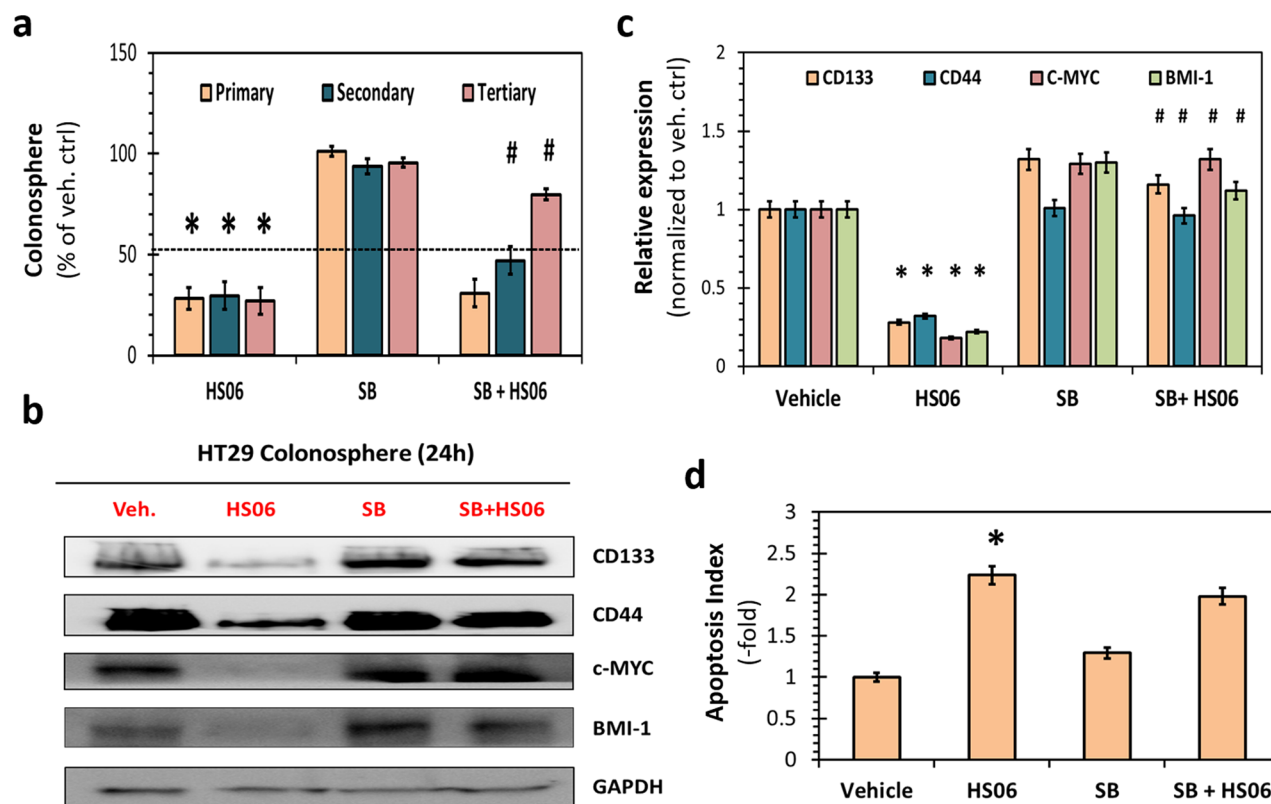 a
Colonosphere
(% of veh. ctrl)
150
100
50
0
Primary Secondary Tertiary
* * *
# #
HS06 SB SB + HS06
b
HT29 Colonosphere (24h)
Veh. HS06 SB SB+HS06
CD133
CD44
c-MYC
BMI-1
GAPDH
c
Relative expression
(normalized to veh. ctrl)
2
1.5
1
0.5
0
CD133 CD44 C-MYC BMI-1
* * * *
# # # #
Vehicle HS06 SB SB+ HS06
d
Apoptosis Index
(-fold)
3
2.5
2
1.5
1
0.5
0
*
Vehicle HS06 SB SB + HS06